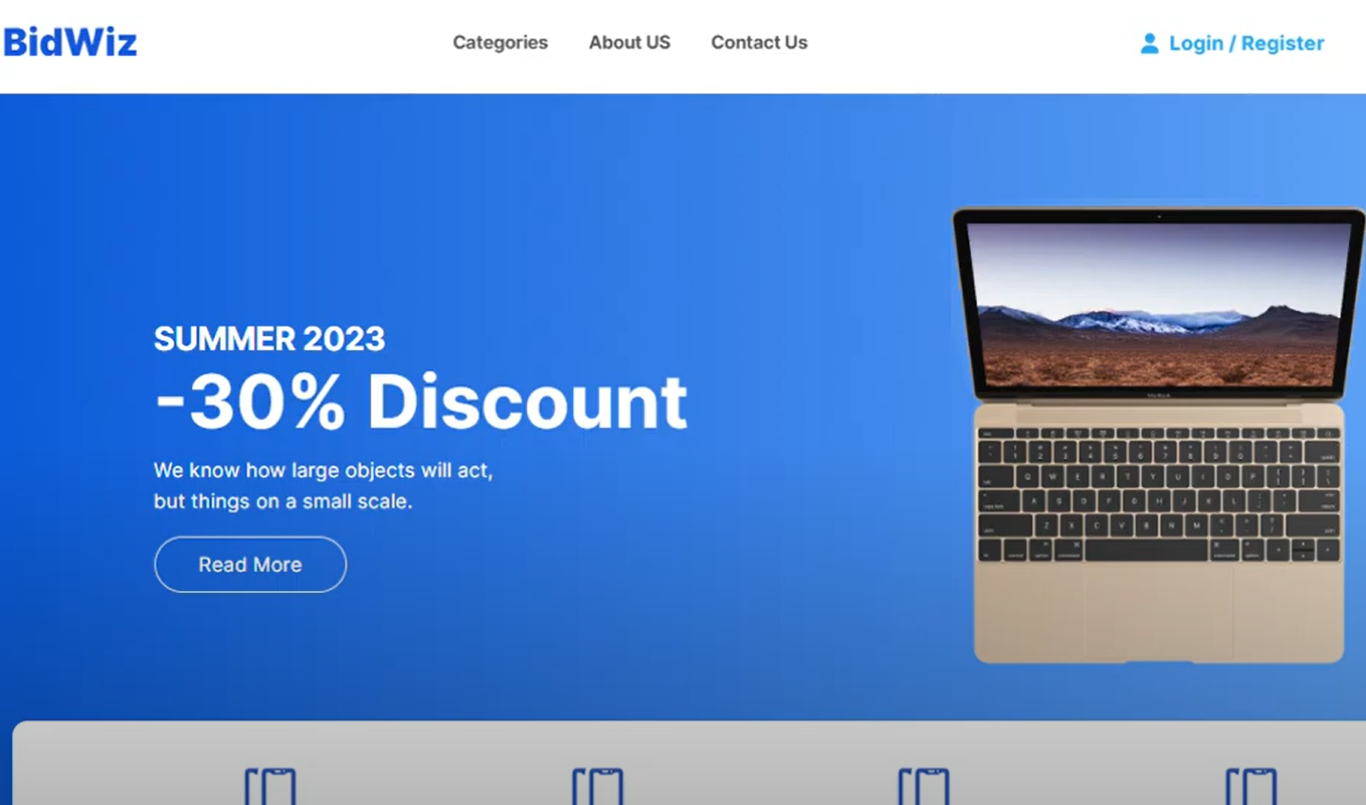 BidWiz
Categories
About US
Contact Us
Login / Register
SUMMER 2023
-30% Discount
We know how large objects will act,
but things on a small scale.
Read More